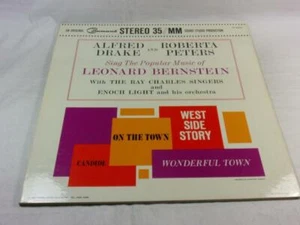 Command
STEREO 35/MM
ALFRED DRAKE AND ROBERTA PETERS
Sing The Popular Music of
LEONARD BERNSTEIN
With THE RAY CHARLES SINGERS
and
ENOCH LIGHT and his orchestra
WEST
SIDE
STORY
ON THE TOWN
CANDIDE
WONDERFUL TOWN